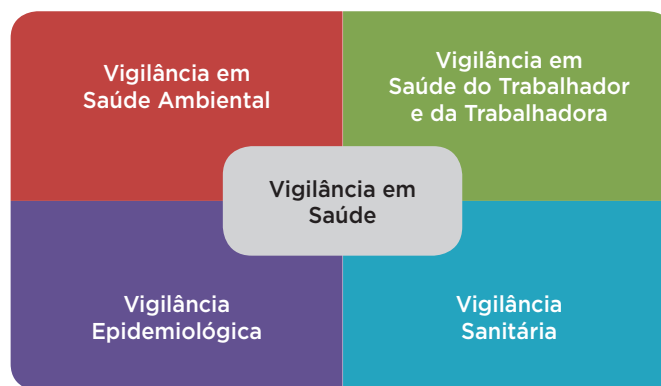 Vigilância em
Saúde Ambiental
Vigilância em
Saúde do Trabalhador
e da Trabalhadora
Vigilância em
Saúde
Vigilância
Epidemiológica
Vigilância
Sanitária